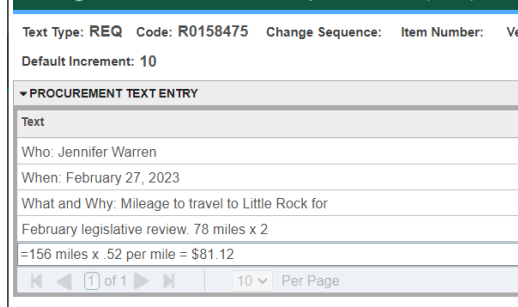 Text Type: REQ Code: R0158475 Change Sequence: Item Number:
Default Increment: 10
PROCUREMENT TEXT ENTRY
Text
Who: Jennifer Warren
When: February 27, 2023
What and Why: Mileage to travel to Little Rock for
February legislative review. 78 miles x 2
=156 miles x .52 per mile = $81.12
1 of 1 10 Per Page